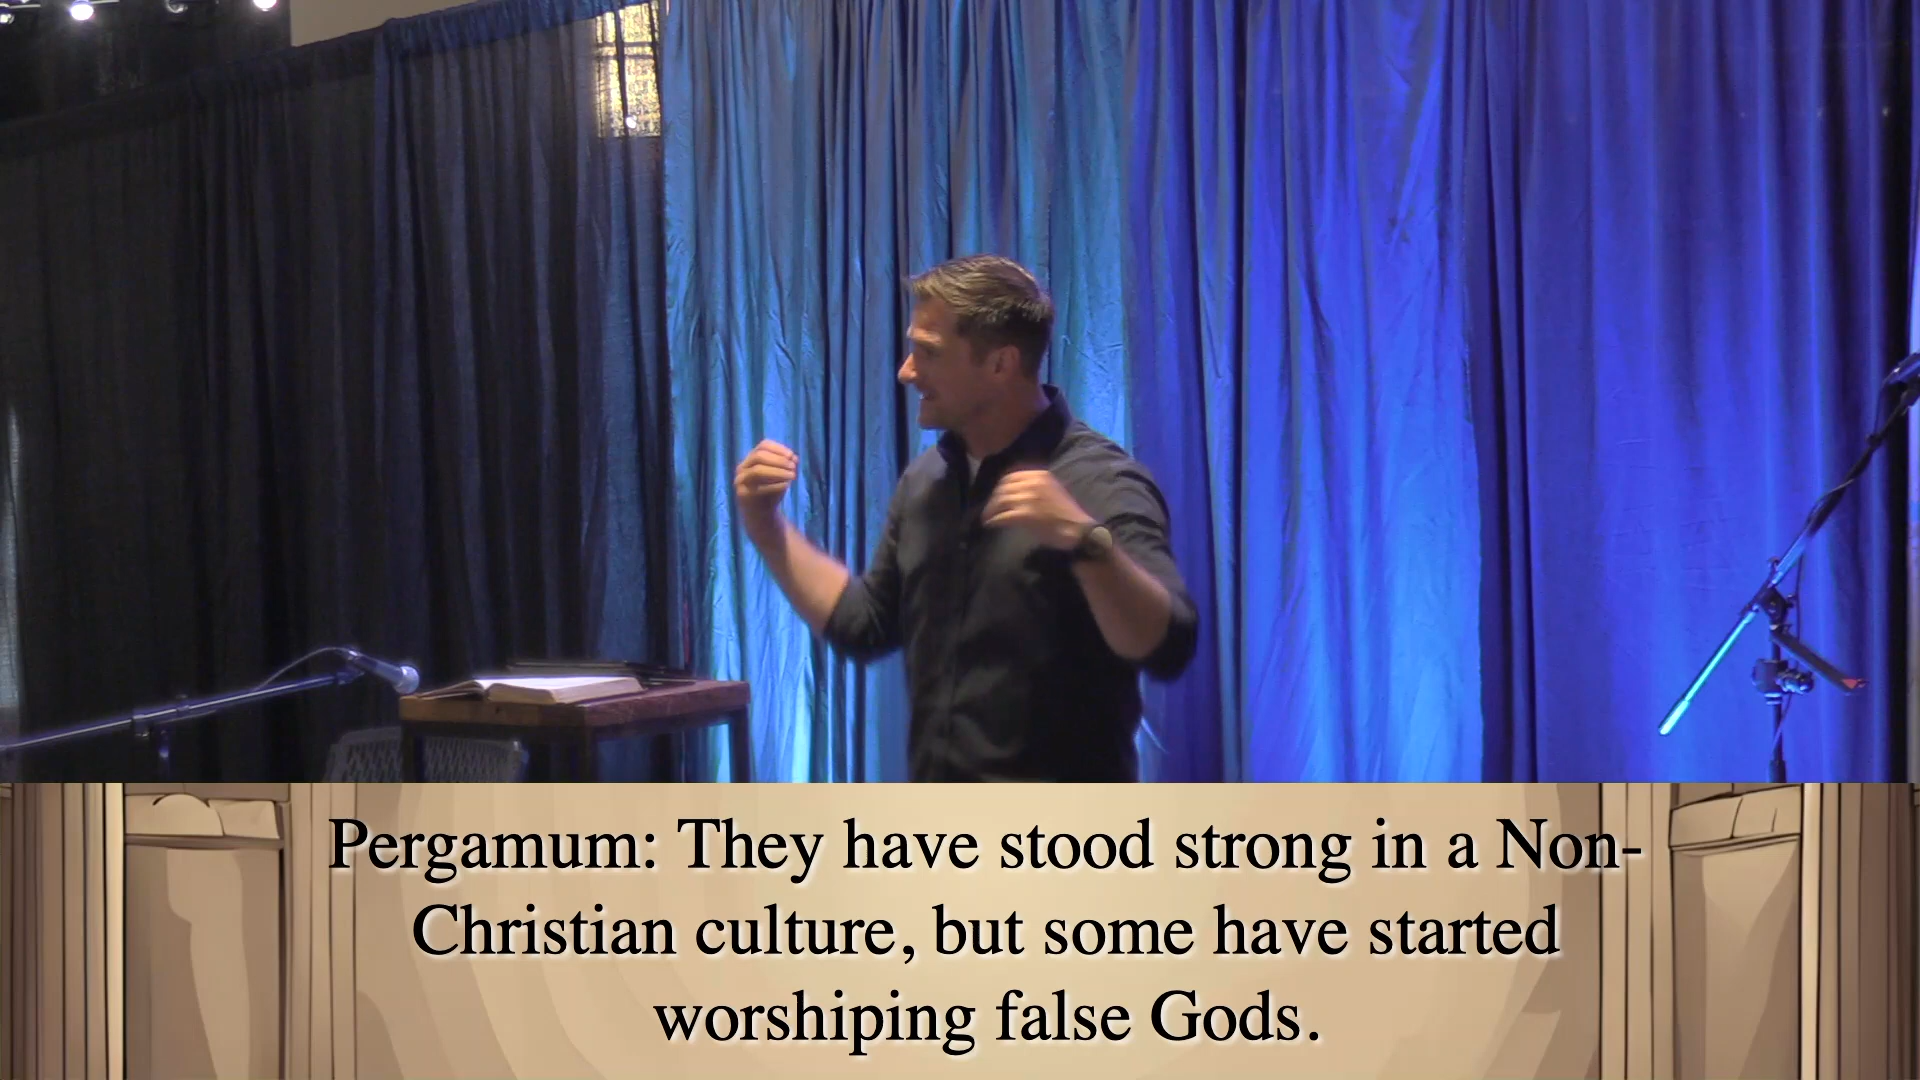 Pergamum: They have stood strong in a Non-
Christian culture, but some have started
worshiping false Gods.